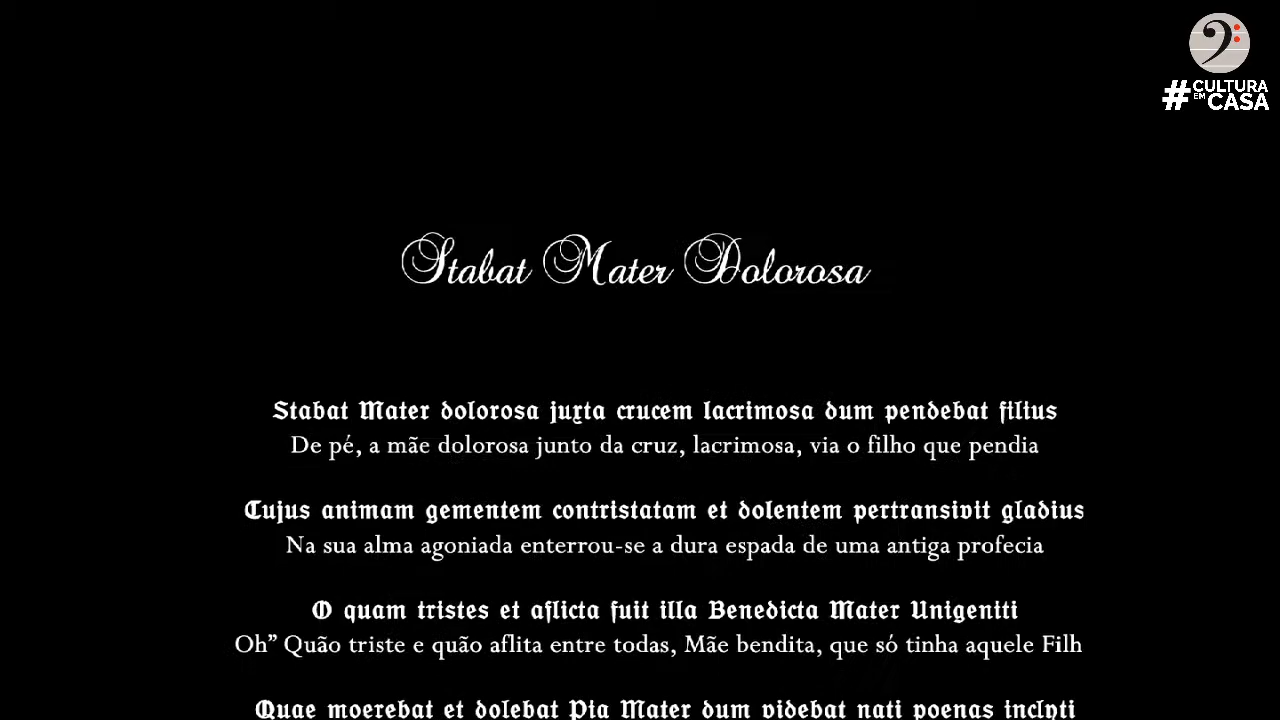 #CULTURA
EM CASA
Stabat Mater Dolorosa
Stabat Mater dolorosa juxta crucem lacrimosa dum pendebat filius
De pé, a mãe dolorosa junto da cruz, lacrimosa, via o filho que pendia
Cujus animam gementem contristatam et dolentem pertransivit gladius
Na sua alma agoniada enterrou-se a dura espada de uma antiga profecia
O quam tristes et aflicta fuit illa Benedicta Mater Unigeniti
Oh” Quão triste e quão aflita entre todas, Mãe bendita, que só tinha aquele Filh
Quae moerebat et dolebat Pia Mater dum videbat nati poenas inclyti